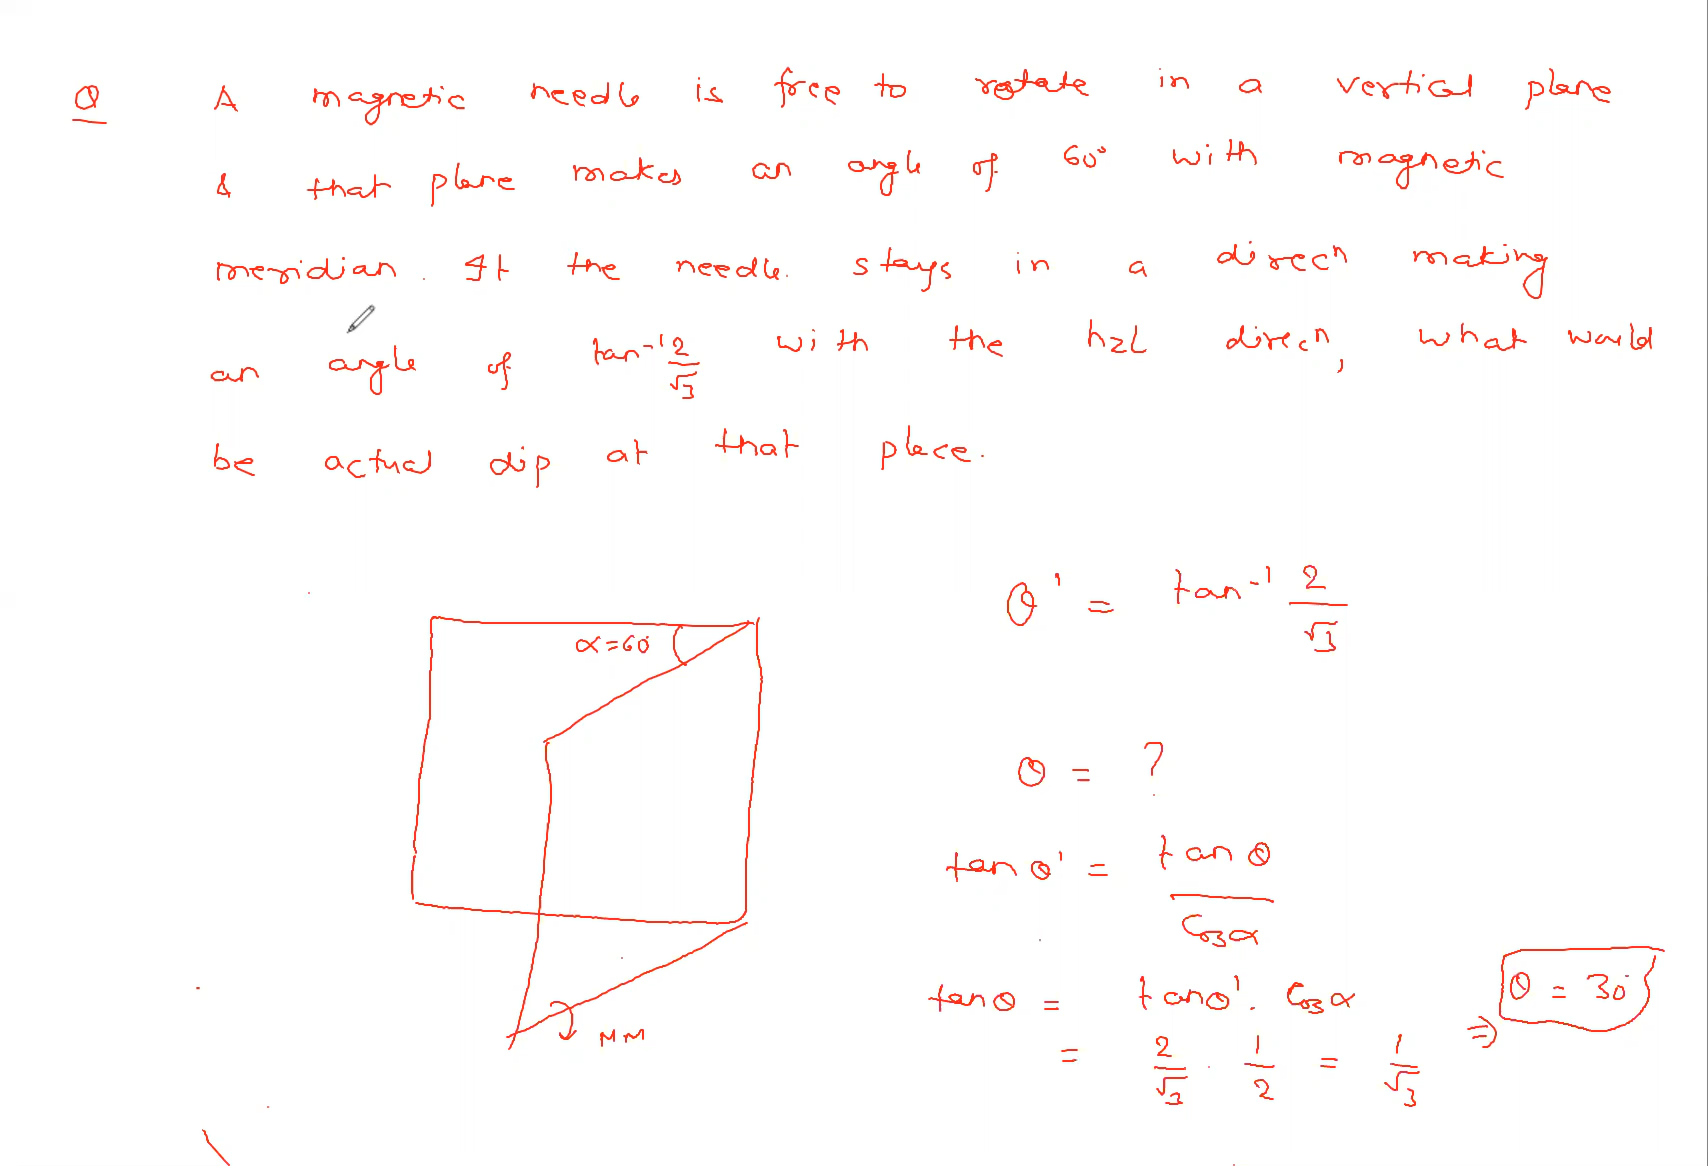 Q A magnetic needle is free to rotate in a vertical plane
& that plane makes an angle of 60° with magnetic
meridian. If the needle stays in a direcn making
an angle of tan⁻¹ 2/√3 with the hzl direcn, what would
be actual dip at that place.
θ' = tan⁻¹ 2/√3
α = 60°
θ = ?
tan θ' = tan θ / cos α
tan θ = tan θ' . cos α
= 2/√3 . 1/2 = 1/√3 ⇒ θ = 30°
MM